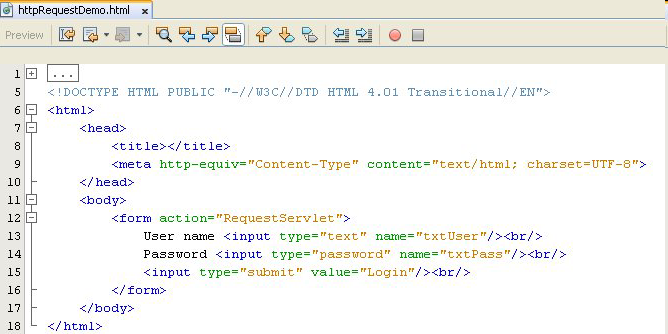 httpRequestDemo.html x
Preview
1 ...
5 <!DOCTYPE HTML PUBLIC "-//W3C//DTD HTML 4.01 Transitional//EN">
6 <html>
7 <head>
8 <title></title>
9 <meta http-equiv="Content-Type" content="text/html; charset=UTF-8">
10 </head>
11 <body>
12 <form action="RequestServlet">
13 User name <input type="text" name="txtUser"/><br/>
14 Password <input type="password" name="txtPass"/><br/>
15 <input type="submit" value="Login"/><br/>
16 </form>
17 </body>
18 </html>